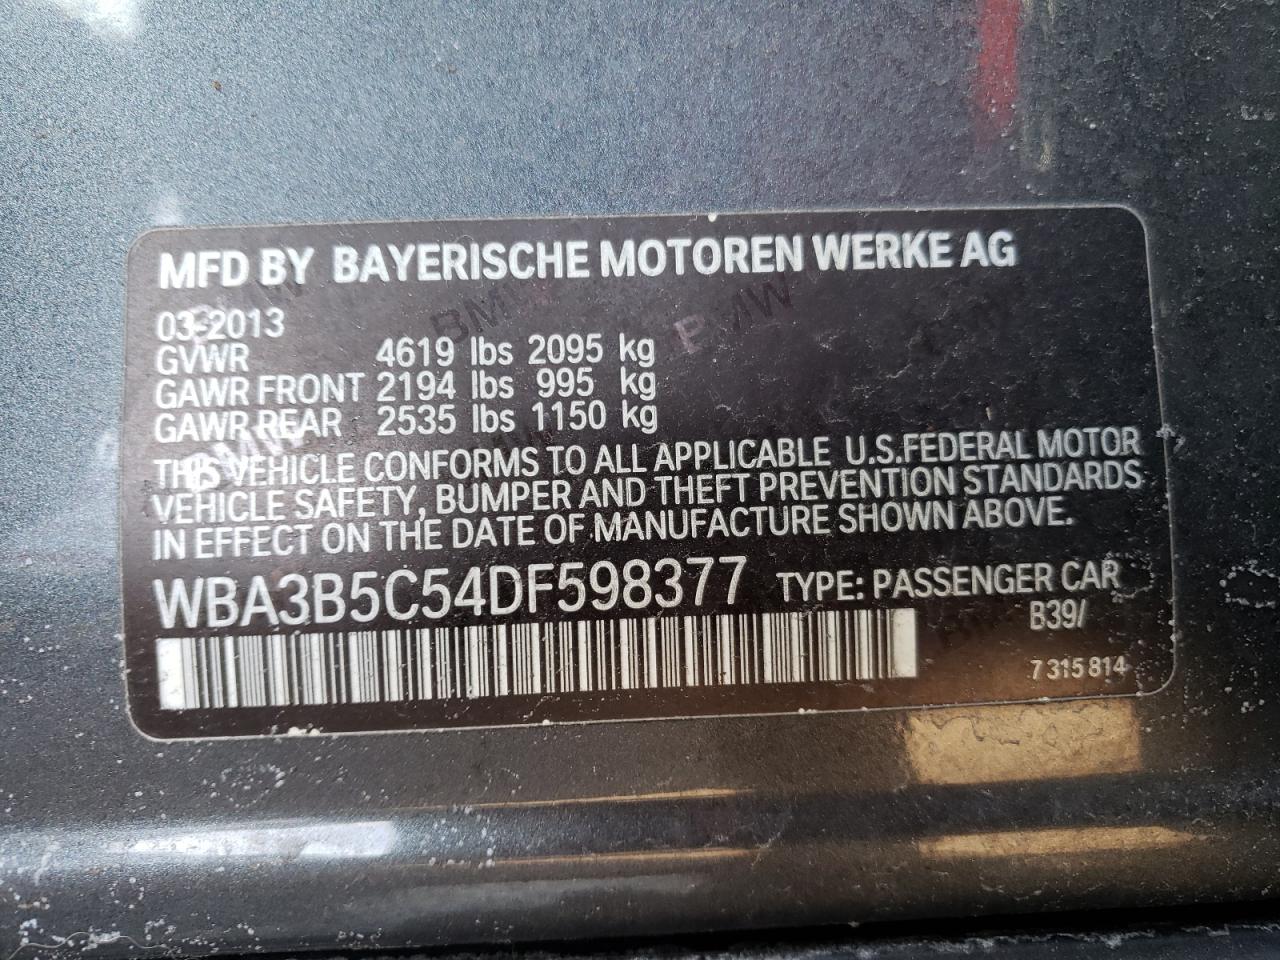 MFD BY BAYERISCHE MOTOREN WERKE AG
03-2013
GVWR 4619 lbs 2095 kg
GAWR FRONT 2194 lbs 995 kg
GAWR REAR 2535 lbs 1150 kg
THIS VEHICLE CONFORMS TO ALL APPLICABLE U.S.FEDERAL MOTOR
VEHICLE SAFETY, BUMPER AND THEFT PREVENTION STANDARDS
IN EFFECT ON THE DATE OF MANUFACTURE SHOWN ABOVE.
WBA3B5C54DF598377 TYPE: PASSENGER CAR
B39/
7 315 814